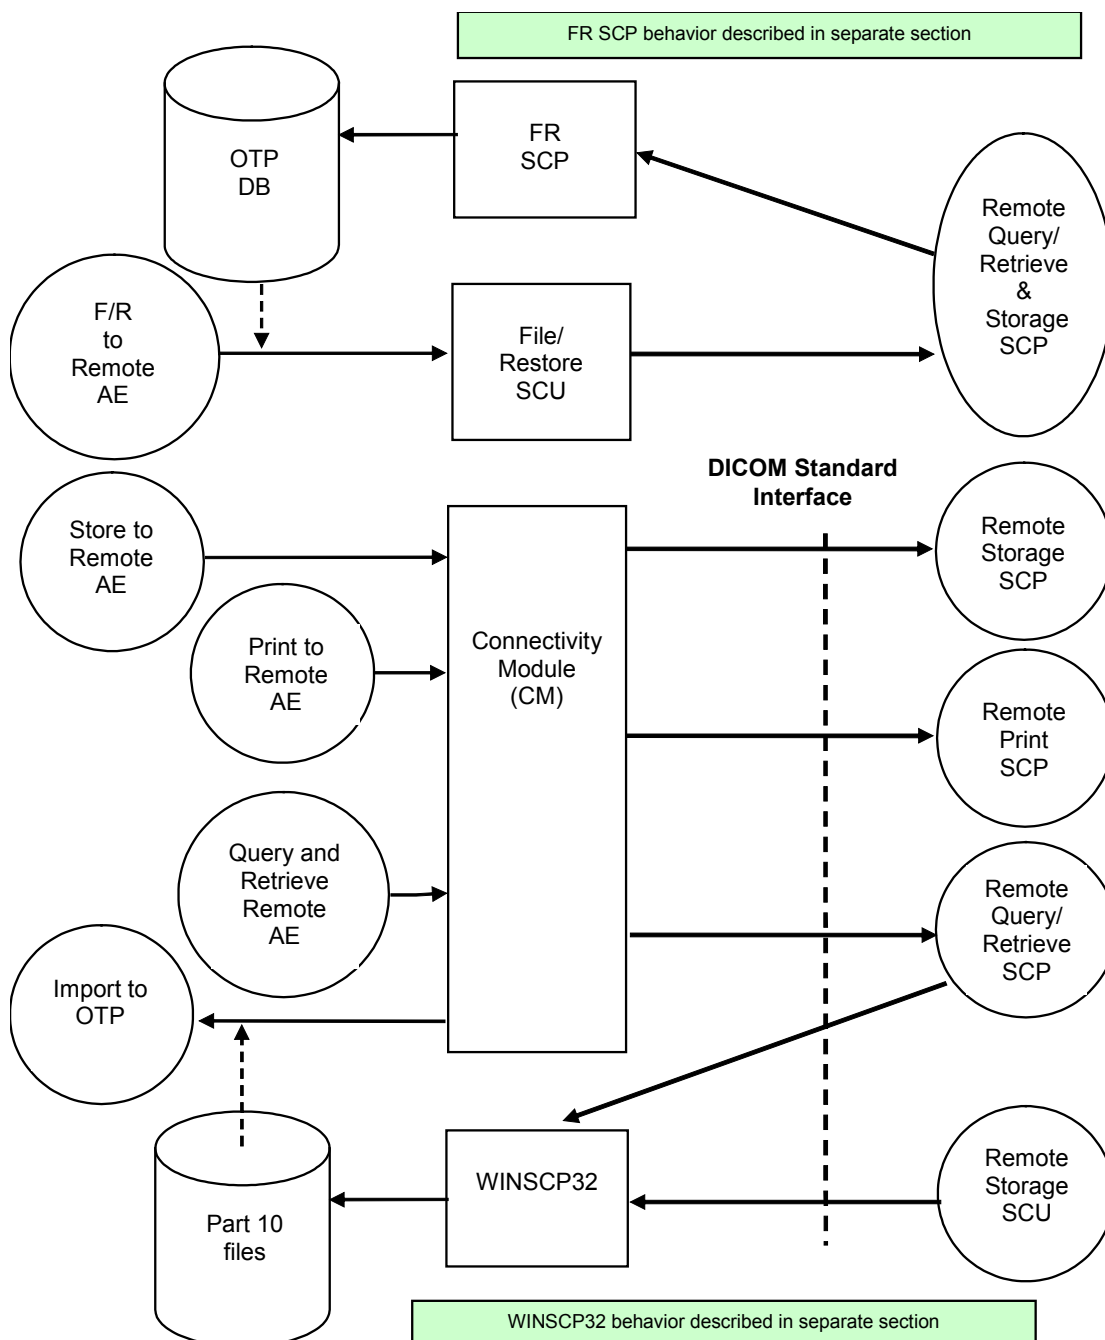 FR SCP behavior described in separate section
OTP
DB
FR
SCP
Remote
Query/
Retrieve
&
Storage
SCP
F/R
to
Remote
AE
File/
Restore
SCU
DICOM Standard
Interface
Store to
Remote
AE
Remote
Storage
SCP
Print to
Remote
AE
Connectivity
Module
(CM)
Remote
Print
SCP
Query and
Retrieve
Remote
AE
Remote
Query/
Retrieve
SCP
Import to
OTP
WINSCP32
Remote
Storage
SCU
Part 10
files
WINSCP32 behavior described in separate section